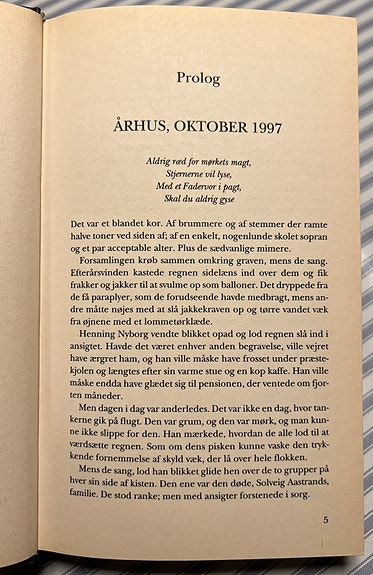 Prolog
ÅRHUS, OKTOBER 1997
Aldrig ræd for mørkets magt,
Stjernerne vil lyse,
Med et Fadervor i pagt,
Skal du aldrig gyse
Det var et blandet kor. Af brummere og af stemmer der ramte
halve toner ved siden af; af en enkelt, nogenlunde skolet sopran
og et par acceptable alter. Plus de sædvanlige mimere.
Forsamlingen krøb sammen omkring graven, mens de sang.
Efterårsvinden kastede regnen sidelæns ind over dem og fik
frakker og jakker til at svulme op som balloner. Det dryppede fra
de få paraplyer, som de forudseende havde medbragt, mens an-
dre måtte nøjes med at slå jakkekraven op og tørre vandet væk
fra øjnene med et lommetørklæde.
Henning Nyborg vendte blikket opad og lod regnen slå ind i
ansigtet. Havde det været enhver anden begravelse, ville vejret
have ærgret ham, og han ville måske have frosset under præste-
kjolen og længtes efter sin varme stue og en kop kaffe. Han ville
måske endda have glædet sig til pensionen, der ventede om fjor-
ten måneder.
Men dagen i dag var anderledes. Det var ikke en dag, hvor tan-
kerne gik på flugt. Den var grum, og den var mørk, og man kun-
ne ikke slippe for den. Han mærkede, hvordan de alle lod til at
værdsætte regnen. Som om dens pisken kunne vaske den tryk-
kende fornemmelse af skyld væk, der lå over hele flokken.
Mens de sang, lod han blikket glide hen over de to grupper på
hver sin side af kisten. Den ene var den døde, Solveig Aastrands,
familie. De stod ranke; men med ansigter forstenede i sorg.
5